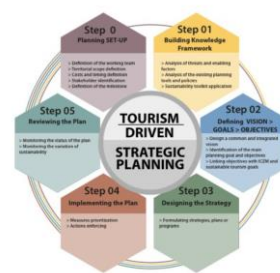 Step 0
Planning SET-UP
> Definition of the working team
> Territorial scope definition
> Costs and timing definition
> Stakeholder identification
> Definition of the milestone
Step 01
Building Knowledge
Framework
> Analysis of threats and enabling
factors
> Analysis of the existing planning
tools and policies
> Sustainability toolkit application
Step 02
Defining VISION >
GOALS > OBJECTIVES
> Design a common and integrated
vision
> Identification of the main
planning goal and objectives
> Linking objectives with ICZM and
sustainable tourism goals
Step 03
Designing the Strategy
> Formulating strategies, plans or
programs
Step 04
Implementing the Plan
> Measures prioritization
> Actions enforcing
Step 05
Reviewing the Plan
> Monitoring the status of the plan
> Monitoring the variation of
sustainability
TOURISM
DRIVEN
STRATEGIC
PLANNING